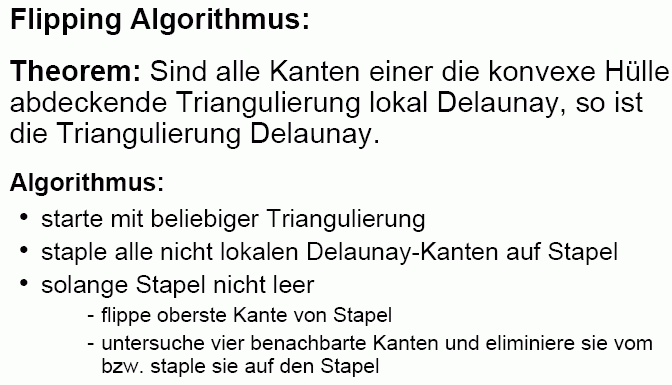 Flipping Algorithmus:
Theorem: Sind alle Kanten einer die konvexe Hülle
abdeckende Triangulierung lokal Delaunay, so ist
die Triangulierung Delaunay.
Algorithmus:
• starte mit beliebiger Triangulierung
• staple alle nicht lokalen Delaunay-Kanten auf Stapel
• solange Stapel nicht leer
- flippe oberste Kante von Stapel
- untersuche vier benachbarte Kanten und eliminiere sie vom
bzw. staple sie auf den Stapel